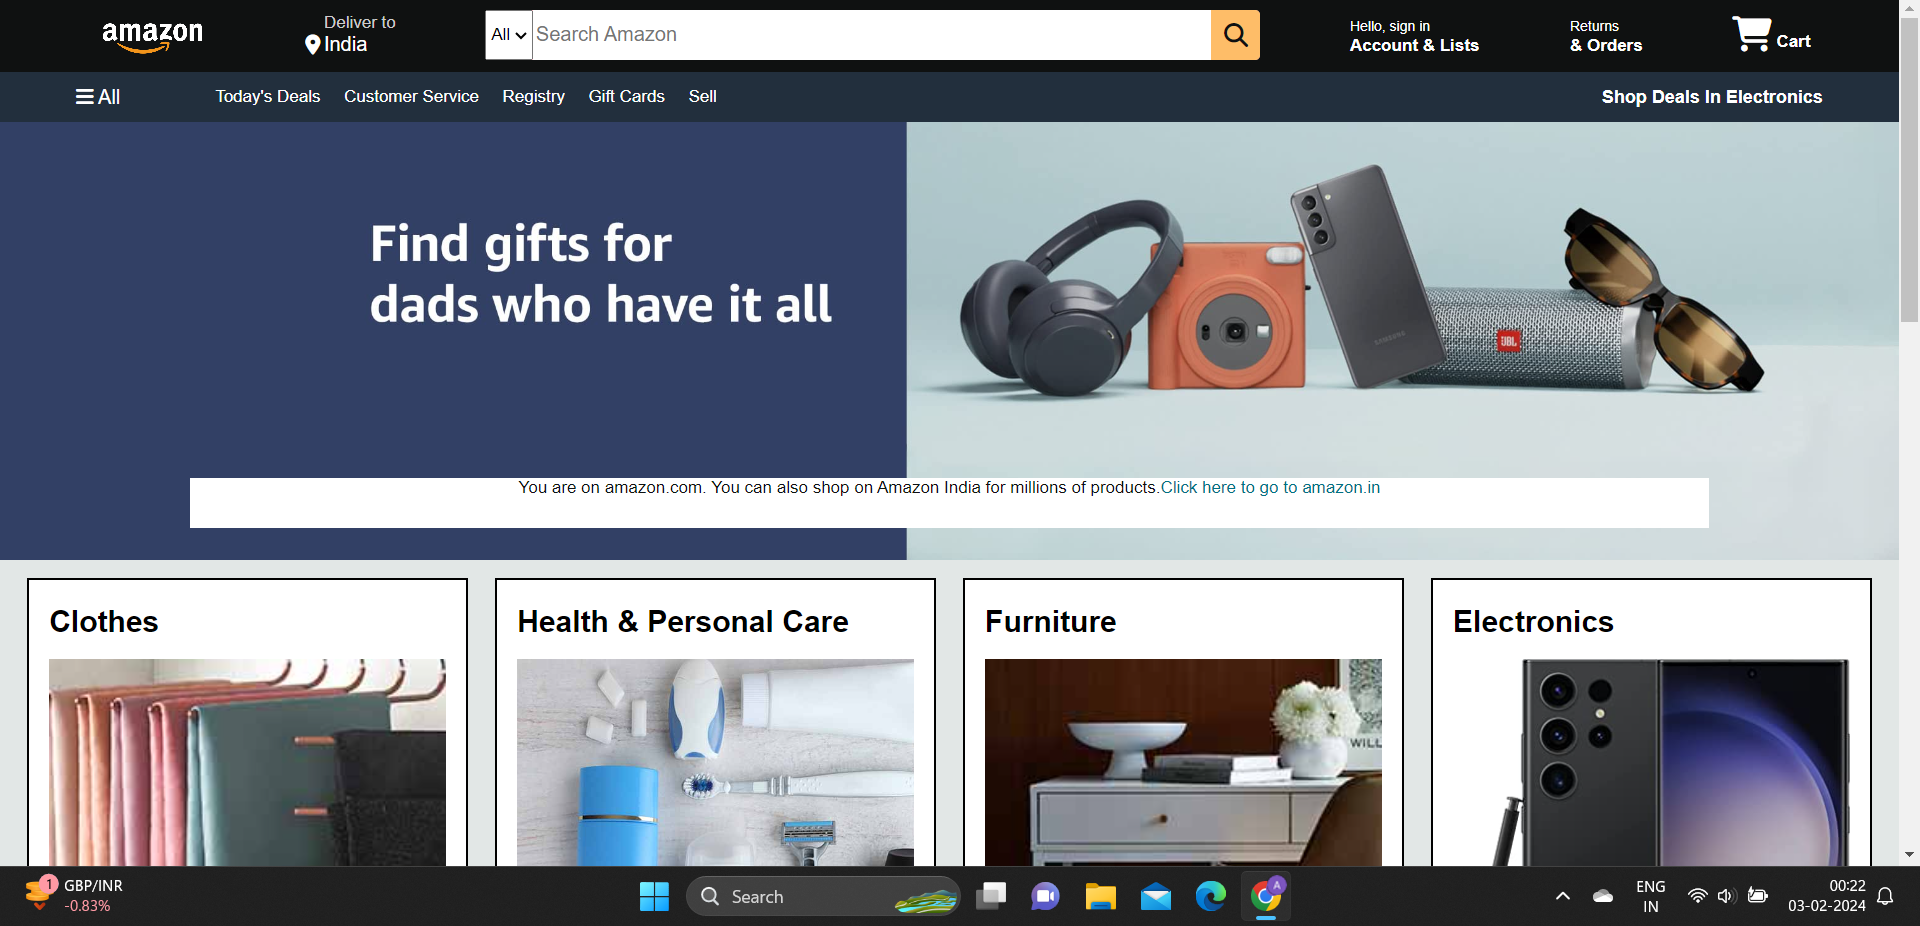 amazon
Deliver to
India
All
Search Amazon
Hello, sign in
Account & Lists
Returns
& Orders
Cart
All
Today's Deals
Customer Service
Registry
Gift Cards
Sell
Shop Deals In Electronics
Find gifts for
dads who have it all
SAMSUNG
JBL
You are on amazon.com. You can also shop on Amazon India for millions of products.Click here to go to amazon.in
Clothes
Health & Personal Care
Furniture
Electronics
WILL
1
GBP/INR
-0.83%
Search
A
ENG
IN
00:22
03-02-2024